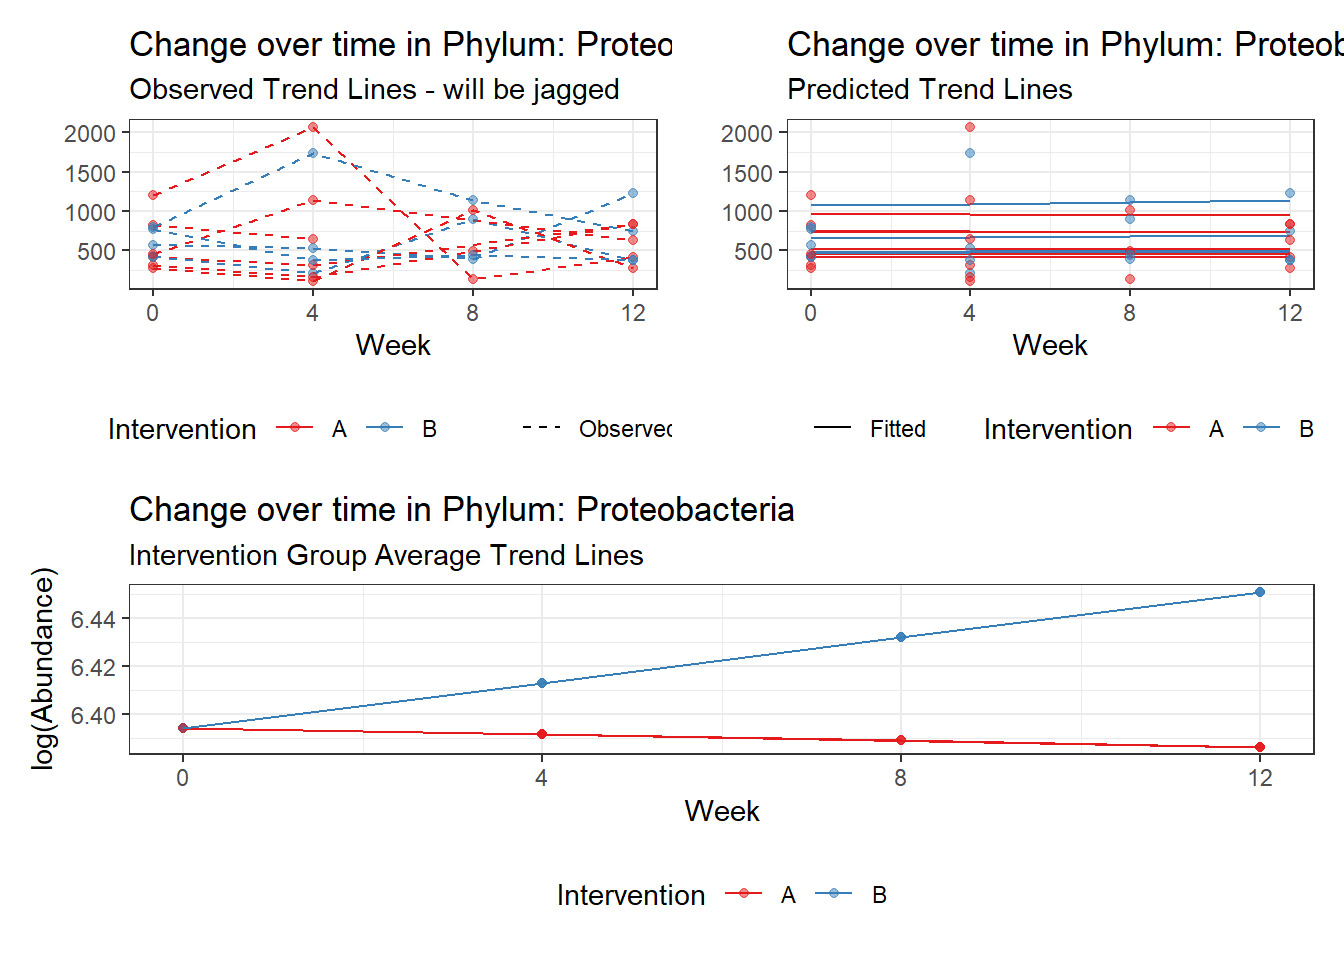 Change over time in Phylum: Proteo
Observed Trend Lines - will be jagged
2000
1500
1000
500
0 4 8 12
Week
Intervention A B Observed
Change over time in Phylum: Proteob
Predicted Trend Lines
2000
1500
1000
500
0 4 8 12
Week
Fitted Intervention A B
Change over time in Phylum: Proteobacteria
Intervention Group Average Trend Lines
log(Abundance)
6.44
6.42
6.40
0 4 8 12
Week
Intervention A B